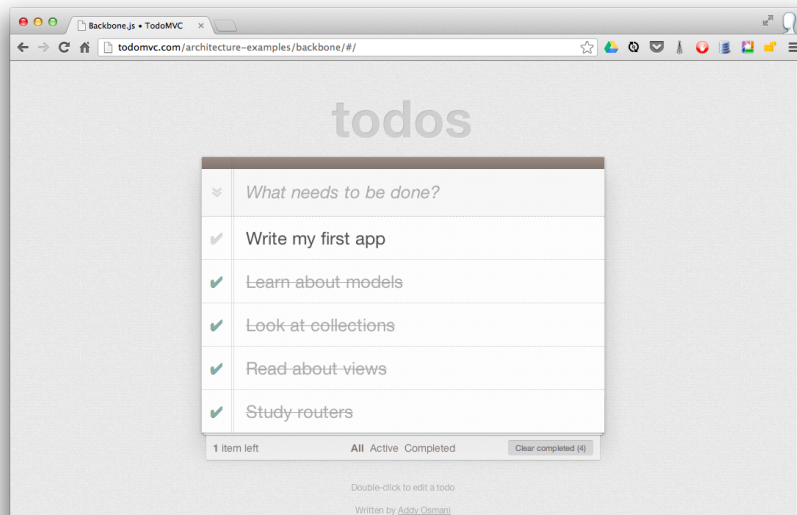 Backbone.js • TodoMVC
todomvc.com/architecture-examples/backbone/#/
todos
What needs to be done?
Write my first app
Learn about models
Look at collections
Read about views
Study routers
1 item left All Active Completed Clear completed (4)
Double-click to edit a todo
Written by Addy Osmani